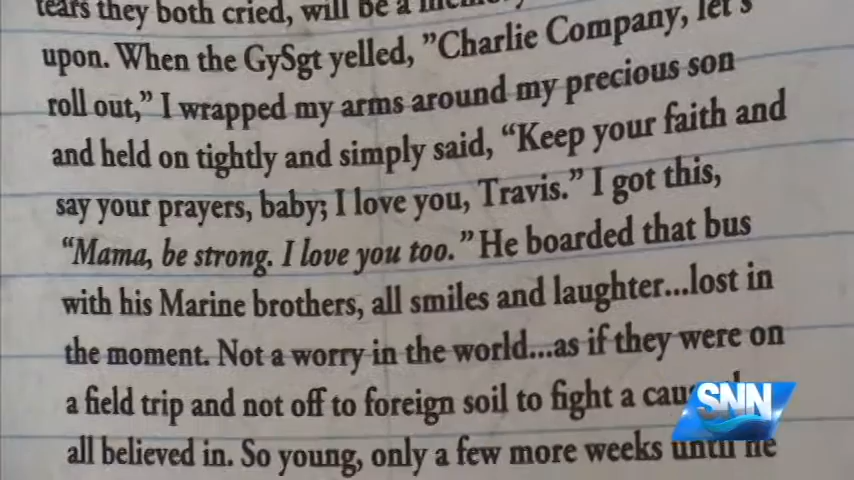 tears they both cried, will be a
upon. When the GySgt yelled, ”Charlie Company, let's
roll out,” I wrapped my arms around my precious son
and held on tightly and simply said, “Keep your faith and
say your prayers, baby; I love you, Travis.” I got this,
“Mama, be strong. I love you too.” He boarded that bus
with his Marine brothers, all smiles and laughter...lost in
the moment. Not a worry in the world...as if they were on
a field trip and not off to foreign soil to fight a
SNN
all believed in. So young, only a few more weeks until he